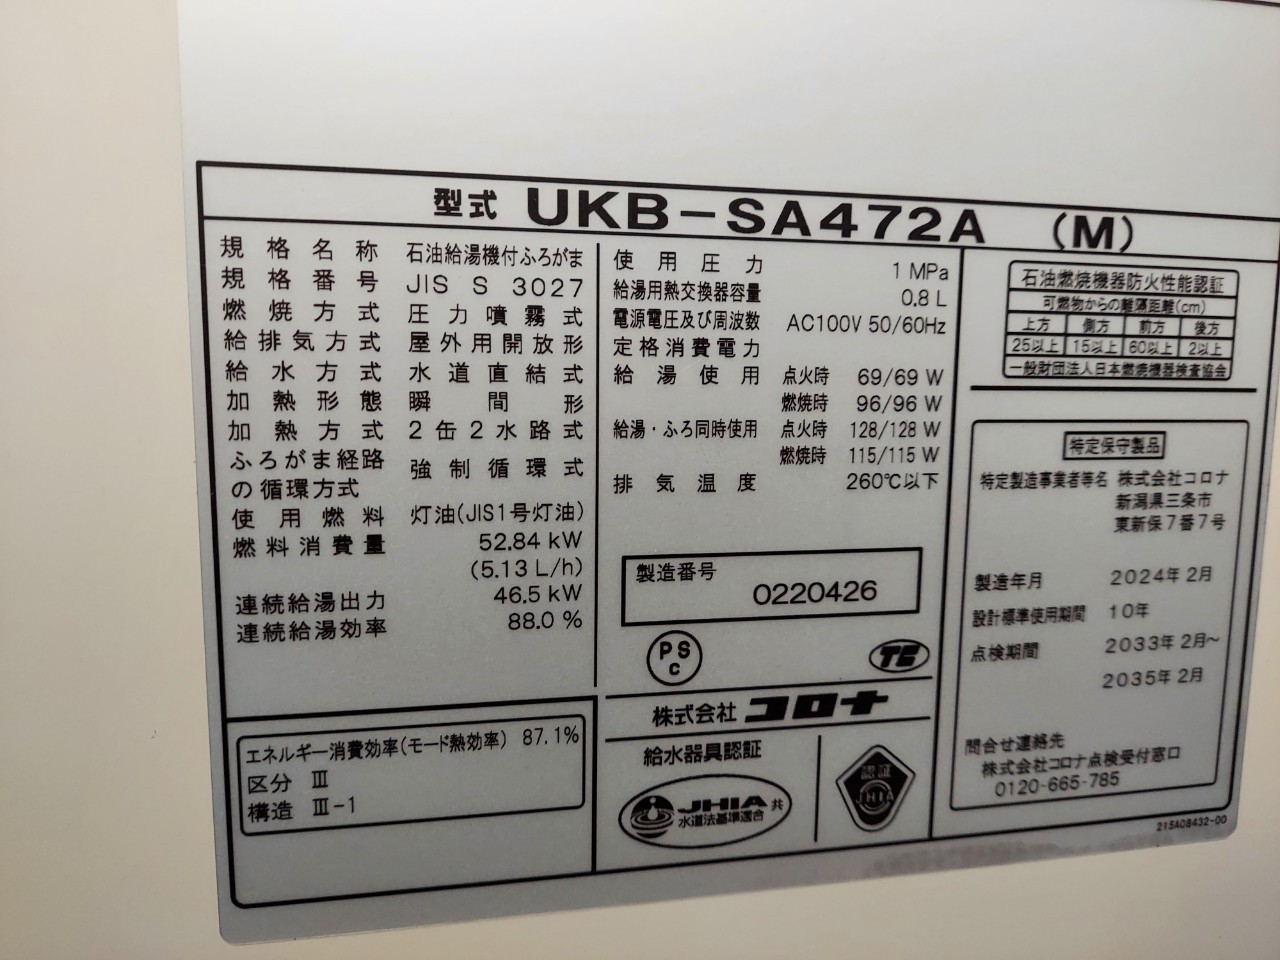 型式 UKB-SA472A (M)
規格名称 石油給湯機付ふろがま
規格番号 JIS S 3027
燃焼方式 圧力噴霧式
給排気方式 屋外用開放形
給水方式 水道直結式
加熱形態 瞬間形
加熱方式 2缶2水路式
ふろがま経路
の循環方式 強制循環式
使用燃料 灯油(JIS1号灯油)
燃料消費量 52.84 kW
(5.13 L/h)
連続給湯出力 46.5 kW
連続給湯効率 88.0 %
エネルギー消費効率(モード熱効率) 87.1%
区分 Ⅲ
構造 Ⅲ-1
使用圧力 1 MPa
給湯用熱交換器容量 0.8 L
電源電圧及び周波数 AC100V 50/60Hz
定格消費電力
給湯使用 点火時 69/69 W
燃焼時 96/96 W
給湯・ふろ同時使用 点火時 128/128 W
燃焼時 115/115 W
排気温度 260℃以下
製造番号
0220426
PS
C
株式会社 コロナ
給水器具認証
JHIA 共
水道法基準適合
認証
JHIA
石油燃焼機器防火性能認証
可燃物からの離隔距離(cm)
上方 側方 前方 後方
25以上 15以上 60以上 2以上
一般財団法人日本燃焼機器検査協会
特定保守製品
特定製造事業者等名 株式会社コロナ
新潟県三条市
東新保7番7号
製造年月 2024年2月
設計標準使用期間 10年
点検期間 2033年2月~
2035年2月
問合せ連絡先
株式会社コロナ点検受付窓口
0120-665-785
215A08432-00